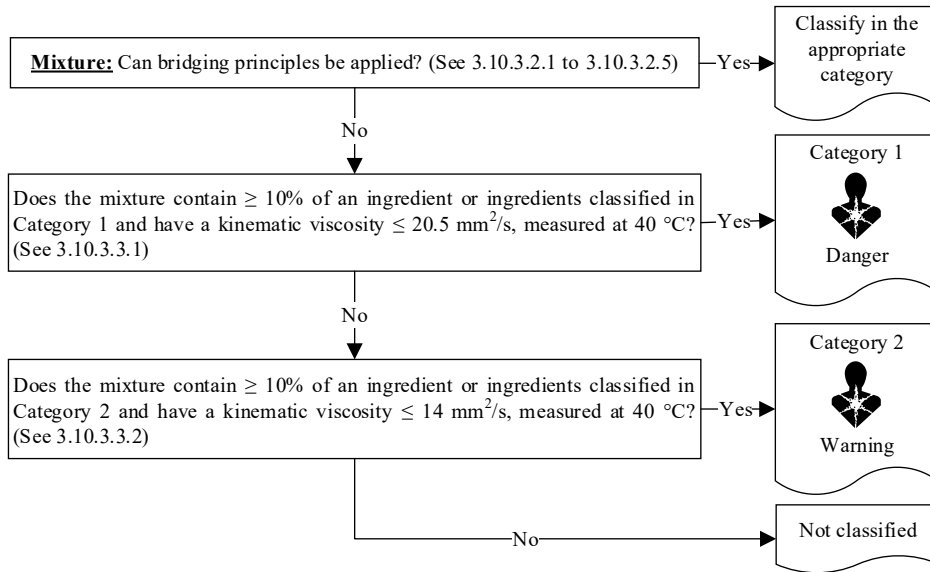 Mixture: Can bridging principles be applied? (See 3.10.3.2.1 to 3.10.3.2.5)
Yes
Classify in the
appropriate
category
No
Does the mixture contain ≥ 10% of an ingredient or ingredients classified in
Category 1 and have a kinematic viscosity ≤ 20.5 mm²/s, measured at 40 °C?
(See 3.10.3.3.1)
Yes
Category 1
Danger
No
Does the mixture contain ≥ 10% of an ingredient or ingredients classified in
Category 2 and have a kinematic viscosity ≤ 14 mm²/s, measured at 40 °C?
(See 3.10.3.3.2)
Yes
Category 2
Warning
No
Not classified